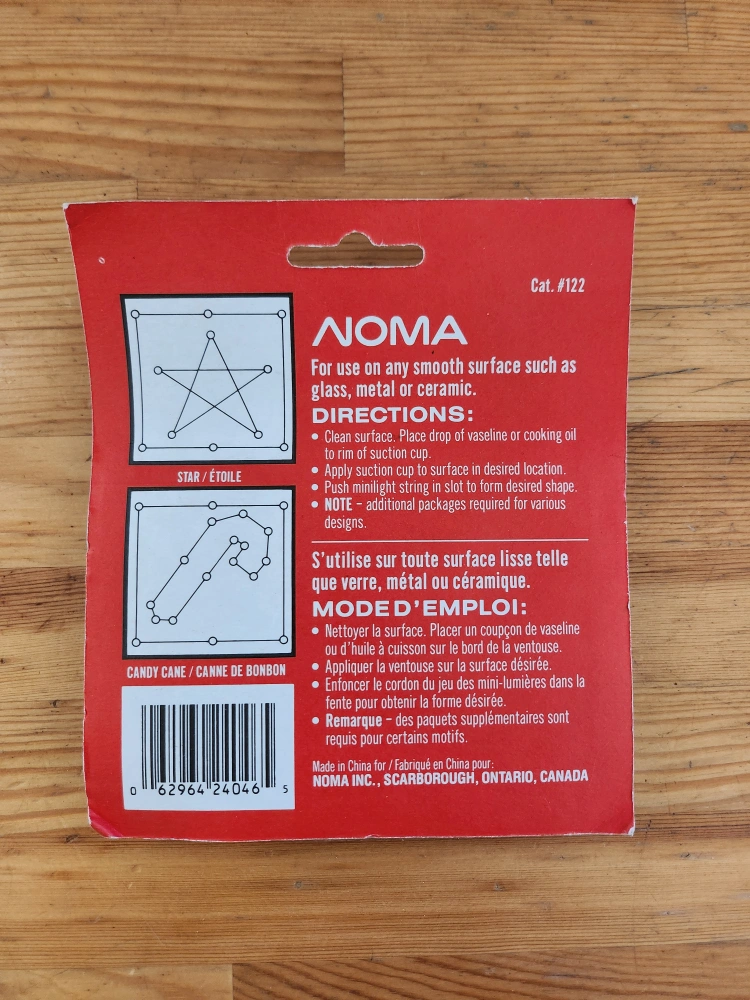 Cat. #122
NOMA
For use on any smooth surface such as
glass, metal or ceramic.
DIRECTIONS:
• Clean surface. Place drop of vaseline or cooking oil
to rim of suction cup.
• Apply suction cup to surface in desired location.
• Push minilight string in slot to form desired shape.
• NOTE – additional packages required for various
designs.
S'utilise sur toute surface lisse telle
que verre, métal ou céramique.
MODE D'EMPLOI:
• Nettoyer la surface. Placer un coupçon de vaseline
ou d'huile à cuisson sur le bord de la ventouse.
• Appliquer la ventouse sur la surface désirée.
• Enfoncer le cordon du jeu des mini-lumières dans la
fente pour obtenir la forme désirée.
• Remarque – des paquets supplémentaires sont
requis pour certains motifs.
Made in China for / Fabriqué en China pour:
NOMA INC., SCARBOROUGH, ONTARIO, CANADA
STAR / ÉTOILE
CANDY CANE / CANNE DE BONBON
0 62964 24046 5